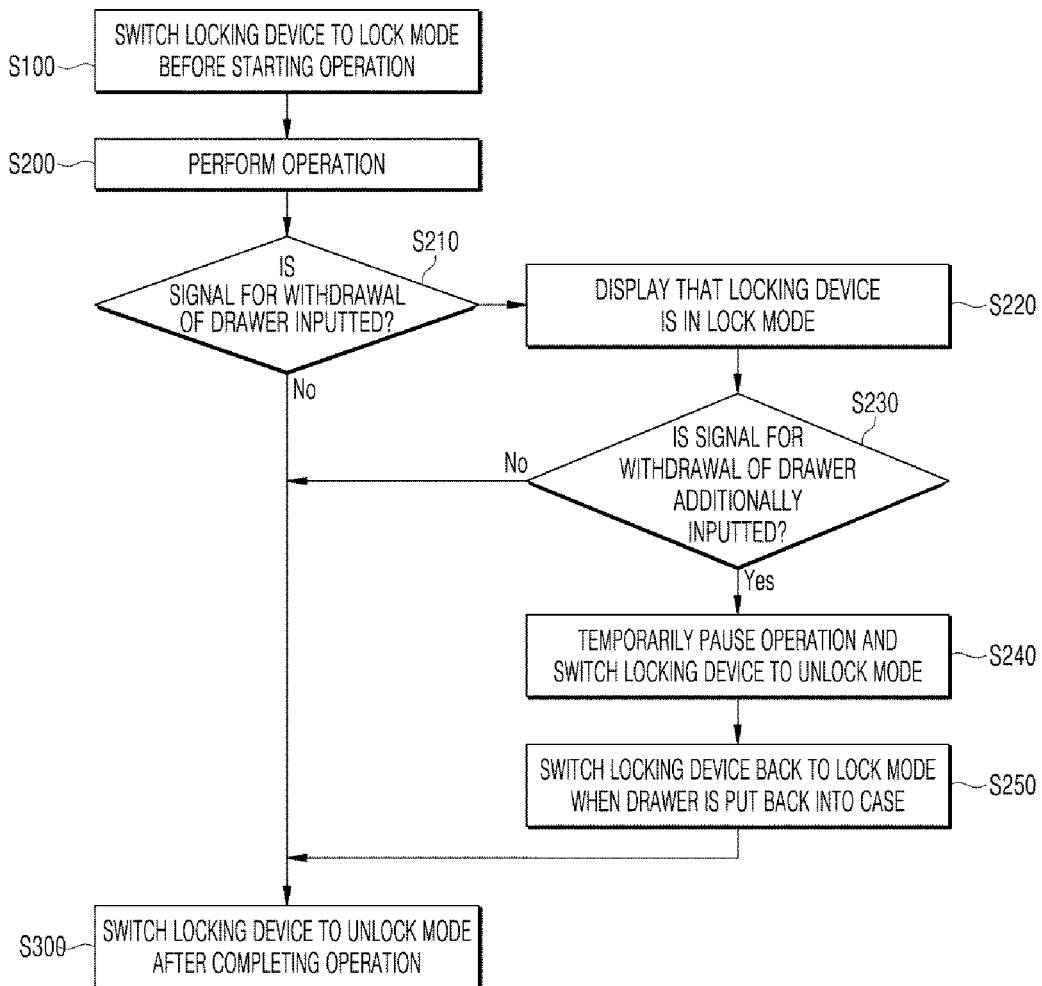 SWITCH LOCKING DEVICE TO LOCK MODE
BEFORE STARTING OPERATION
S100
PERFORM OPERATION
S200
IS
SIGNAL FOR WITHDRAWAL
OF DRAWER INPUTTED?
S210
No
DISPLAY THAT LOCKING DEVICE
IS IN LOCK MODE
S220
IS SIGNAL FOR
WITHDRAWAL OF DRAWER
ADDITIONALLY
INPUTTED?
S230
No
Yes
TEMPORARILY PAUSE OPERATION AND
SWITCH LOCKING DEVICE TO UNLOCK MODE
S240
SWITCH LOCKING DEVICE BACK TO LOCK MODE
WHEN DRAWER IS PUT BACK INTO CASE
S250
SWITCH LOCKING DEVICE TO UNLOCK MODE
AFTER COMPLETING OPERATION
S300